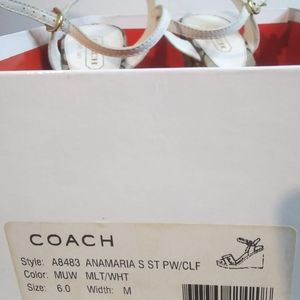 COACH
Style: A8483 ANAMARIA S ST PW/CLF
Color: MUW MLT/WHT
Size: 6.0 Width: M